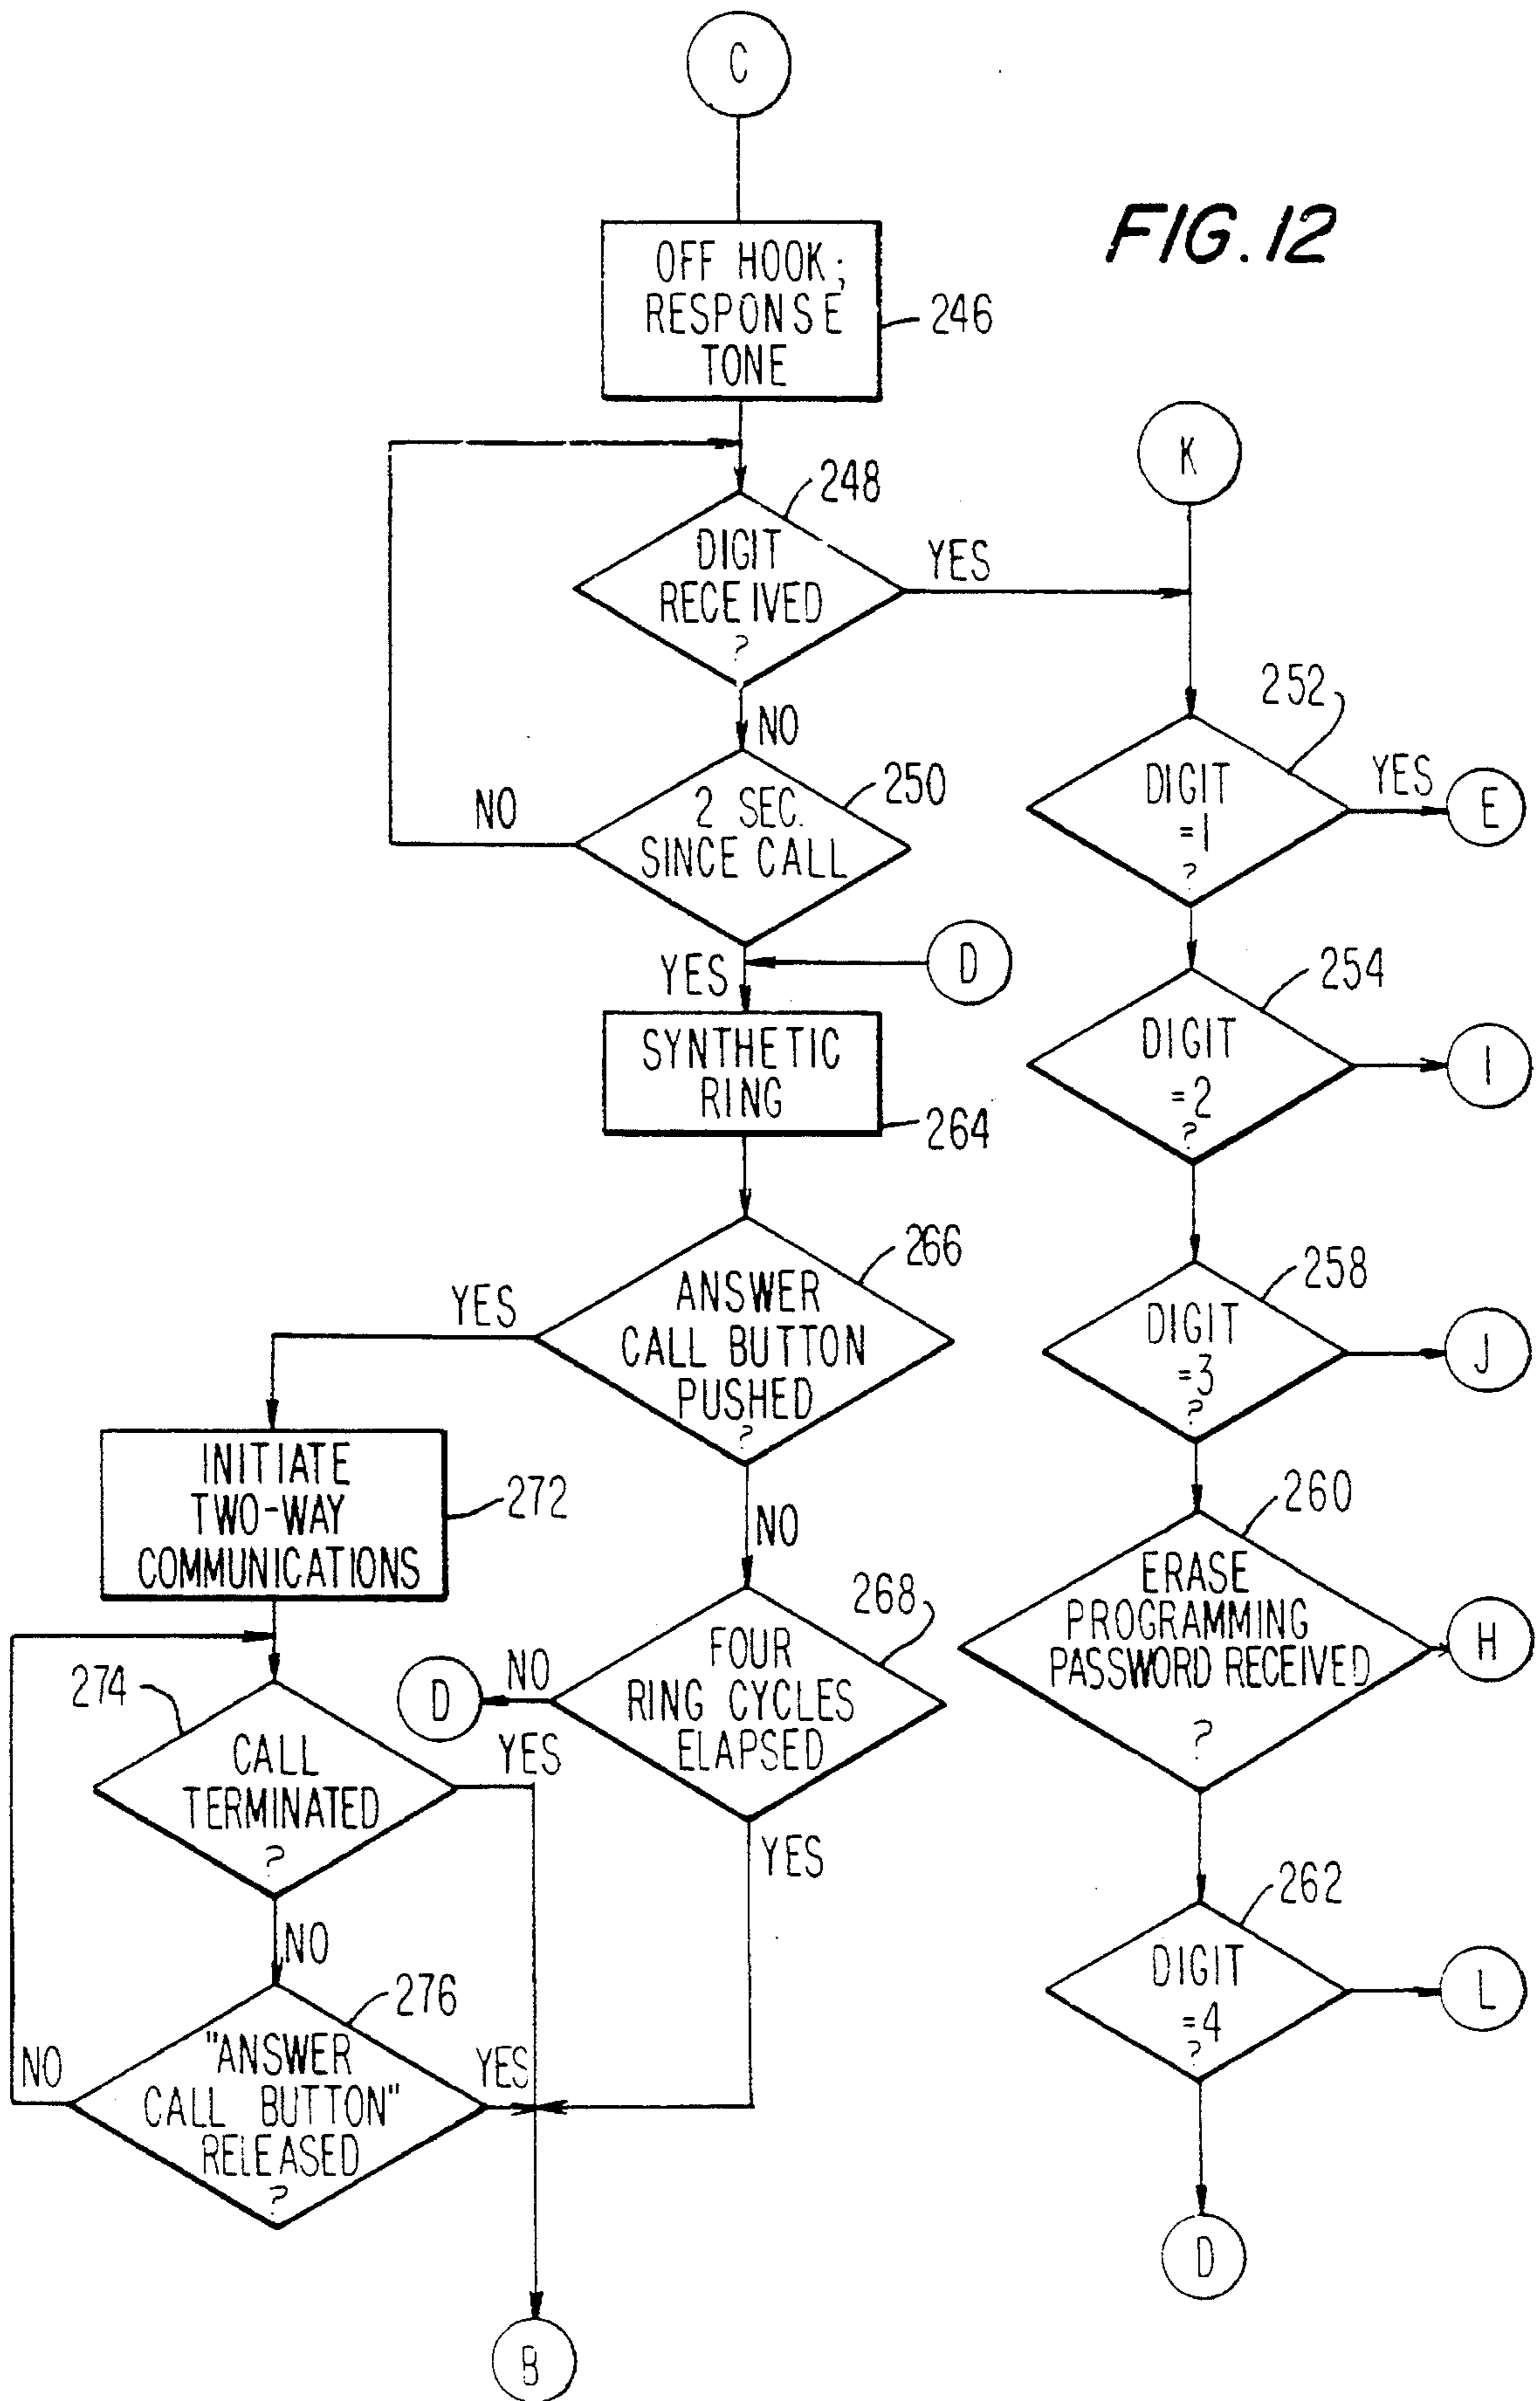 C
FIG. 12
OFF HOOK;
RESPONSE
TONE
246
K
248
DIGIT
RECEIVED
?
YES
NO
252
250
2 SEC.
SINCE CALL
NO
DIGIT
=1
?
YES
E
YES
D
254
DIGIT
=2
?
I
SYNTHETIC
RING
264
266
ANSWER
CALL BUTTON
PUSHED
?
YES
258
DIGIT
=3
?
J
INITIATE
TWO-WAY
COMMUNICATIONS
272
NO
260
ERASE
PROGRAMMING
PASSWORD RECEIVED
?
H
268
FOUR
RING CYCLES
ELAPSED
NO
D
YES
274
CALL
TERMINATED
?
YES
NO
262
DIGIT
=4
?
L
276
"ANSWER
CALL BUTTON"
RELEASED
?
NO
YES
D
B